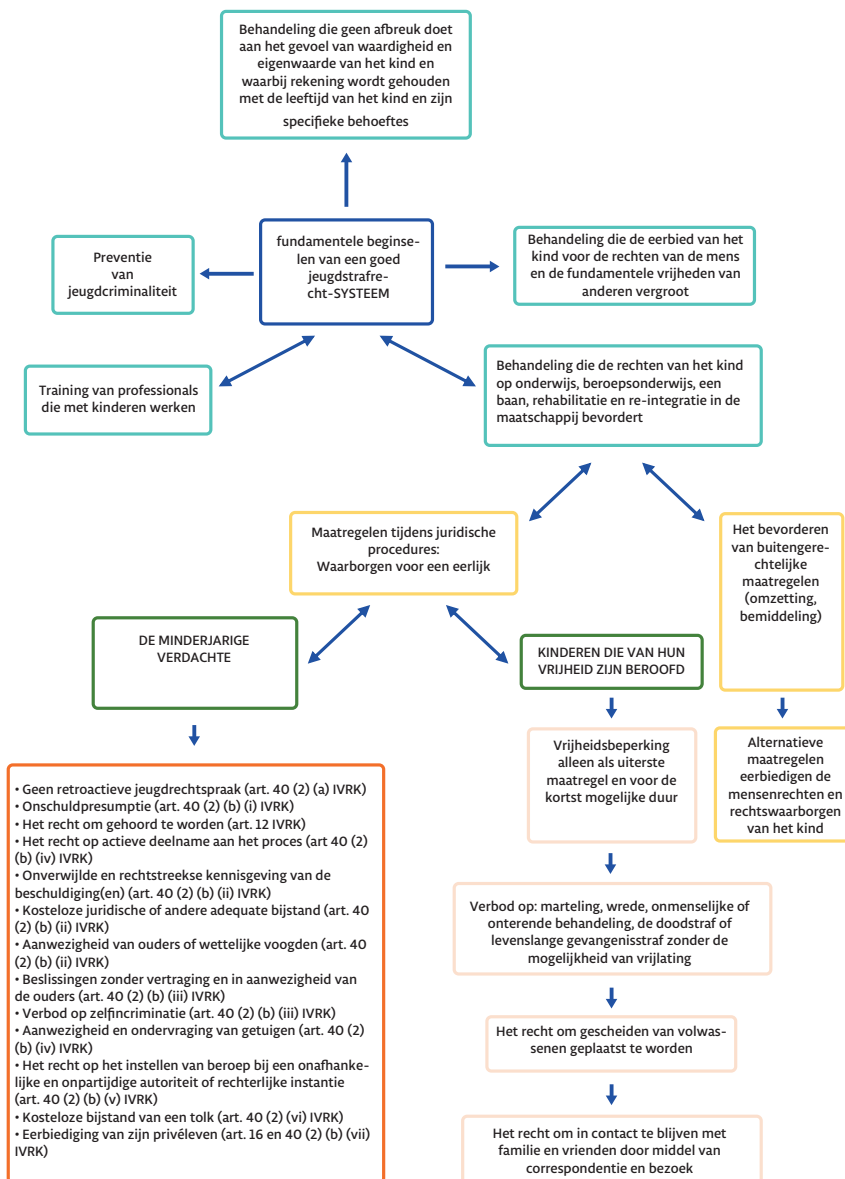 Behandeling die geen afbreuk doet
aan het gevoel van waardigheid en
eigenwaarde van het kind en
waarbij rekening wordt gehouden
met de leeftijd van het kind en zijn
specifieke behoeftes
fundamentele beginse-
len van een goed
jeugdstrafre-
cht-SYSTEEM
Preventie
van
jeugdcriminaliteit
Behandeling die de eerbied van het
kind voor de rechten van de mens
en de fundamentele vrijheden van
anderen vergroot
Training van professionals
die met kinderen werken
Behandeling die de rechten van het kind
op onderwijs, beroepsonderwijs, een
baan, rehabilitatie en re-integratie in de
maatschappij bevordert
Maatregelen tijdens juridische
procedures:
Waarborgen voor een eerlijk
Het bevorderen
van buitengere-
chtelijke
maatregelen
(omzetting,
bemiddeling)
DE MINDERJARIGE
VERDACHTE
KINDEREN DIE VAN HUN
VRIJHEID ZIJN BEROOFD
Vrijheidsbeperking
alleen als uiterste
maatregel en voor de
kortst mogelijke duur
Alternatieve
maatregelen
eerbiedigen de
mensenrechten en
rechtswaarborgen
van het kind
• Geen retroactieve jeugdrechtspraak (art. 40 (2) (a) IVRK)
• Onschuldpresumptie (art. 40 (2) (b) (i) IVRK)
• Het recht om gehoord te worden (art. 12 IVRK)
• Het recht op actieve deelname aan het proces (art 40 (2)
(b) (iv) IVRK)
• Onverwijlde en rechtstreekse kennisgeving van de
beschuldiging(en) (art. 40 (2) (b) (ii) IVRK)
• Kosteloze juridische of andere adequate bijstand (art. 40
(2) (b) (ii) IVRK)
• Aanwezigheid van ouders of wettelijke voogden (art. 40
(2) (b) (ii) IVRK)
• Beslissingen zonder vertraging en in aanwezigheid van
de ouders (art. 40 (2) (b) (iii) IVRK)
• Verbod op zelfincriminatie (art. 40 (2) (b) (iii) IVRK)
• Aanwezigheid en ondervraging van getuigen (art. 40 (2)
(b) (iv) IVRK)
• Het recht op het instellen van beroep bij een onafhanke-
lijke en onpartijdige autoriteit of rechterlijke instantie
(art. 40 (2) (b) (v) IVRK)
• Kosteloze bijstand van een tolk (art. 40 (2) (vi) IVRK)
• Eerbiediging van zijn privéleven (art. 16 en 40 (2) (b) (vii)
IVRK)
Verbod op: marteling, wrede, onmenselijke of
onterende behandeling, de doodstraf of
levenslange gevangenisstraf zonder de
mogelijkheid van vrijlating
Het recht om gescheiden van volwas-
senen geplaatst te worden
Het recht om in contact te blijven met
familie en vrienden door middel van
correspondentie en bezoek